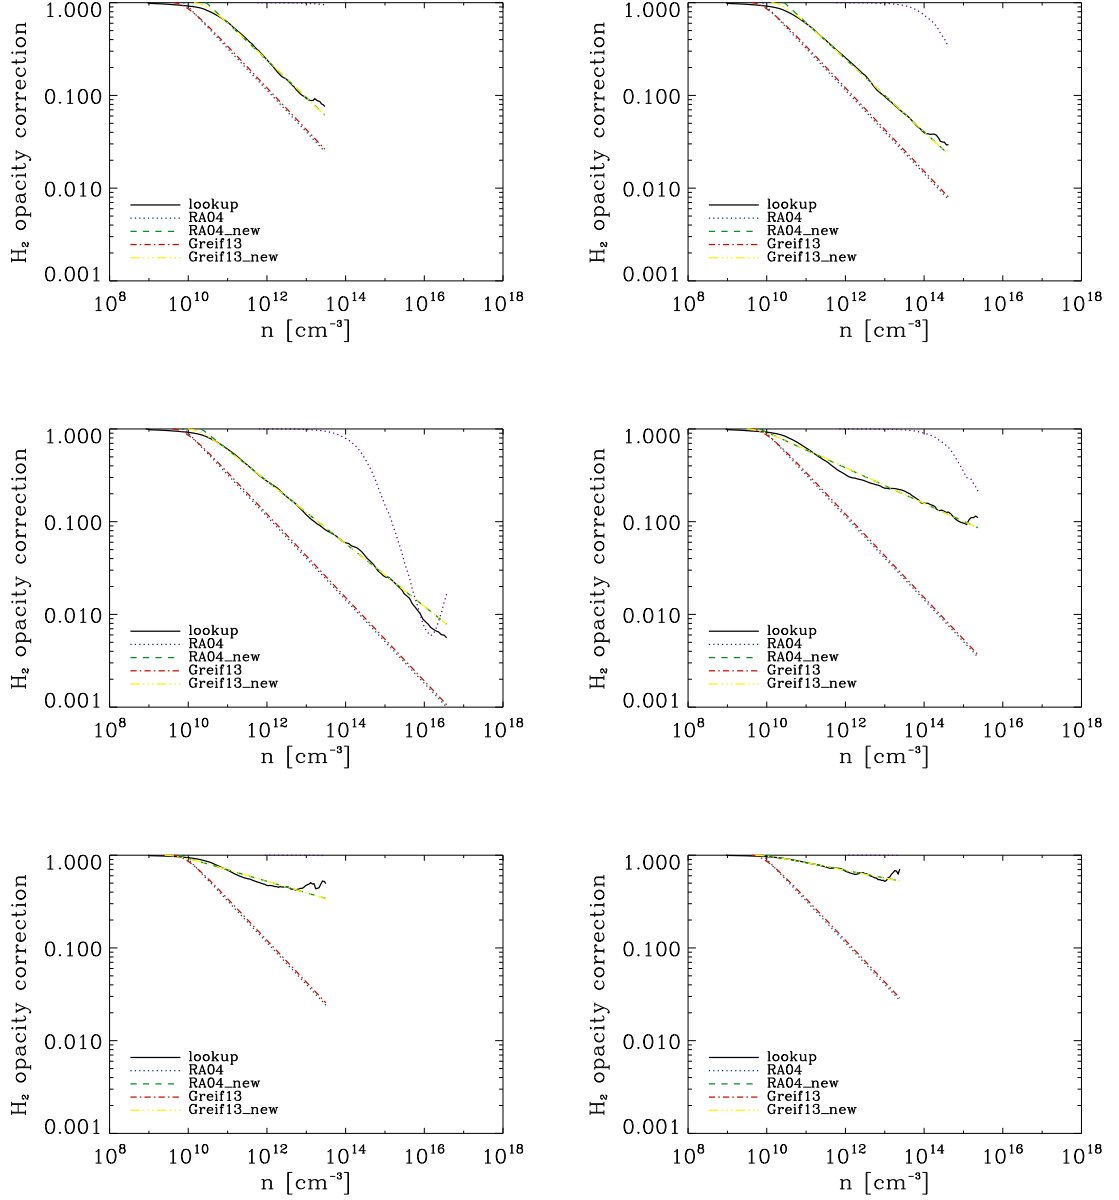 1.000
0.100
0.010
0.001
H₂ opacity correction
lookup
RA04
RA04_new
Greif13
Greif13_new
10⁸ 10¹⁰ 10¹² 10¹⁴ 10¹⁶ 10¹⁸
n [cm⁻³]
1.000
0.100
0.010
0.001
H₂ opacity correction
lookup
RA04
RA04_new
Greif13
Greif13_new
10⁸ 10¹⁰ 10¹² 10¹⁴ 10¹⁶ 10¹⁸
n [cm⁻³]
1.000
0.100
0.010
0.001
H₂ opacity correction
lookup
RA04
RA04_new
Greif13
Greif13_new
10⁸ 10¹⁰ 10¹² 10¹⁴ 10¹⁶ 10¹⁸
n [cm⁻³]
1.000
0.100
0.010
0.001
H₂ opacity correction
lookup
RA04
RA04_new
Greif13
Greif13_new
10⁸ 10¹⁰ 10¹² 10¹⁴ 10¹⁶ 10¹⁸
n [cm⁻³]
1.000
0.100
0.010
0.001
H₂ opacity correction
lookup
RA04
RA04_new
Greif13
Greif13_new
10⁸ 10¹⁰ 10¹² 10¹⁴ 10¹⁶ 10¹⁸
n [cm⁻³]
1.000
0.100
0.010
0.001
H₂ opacity correction
lookup
RA04
RA04_new
Greif13
Greif13_new
10⁸ 10¹⁰ 10¹² 10¹⁴ 10¹⁶ 10¹⁸
n [cm⁻³]